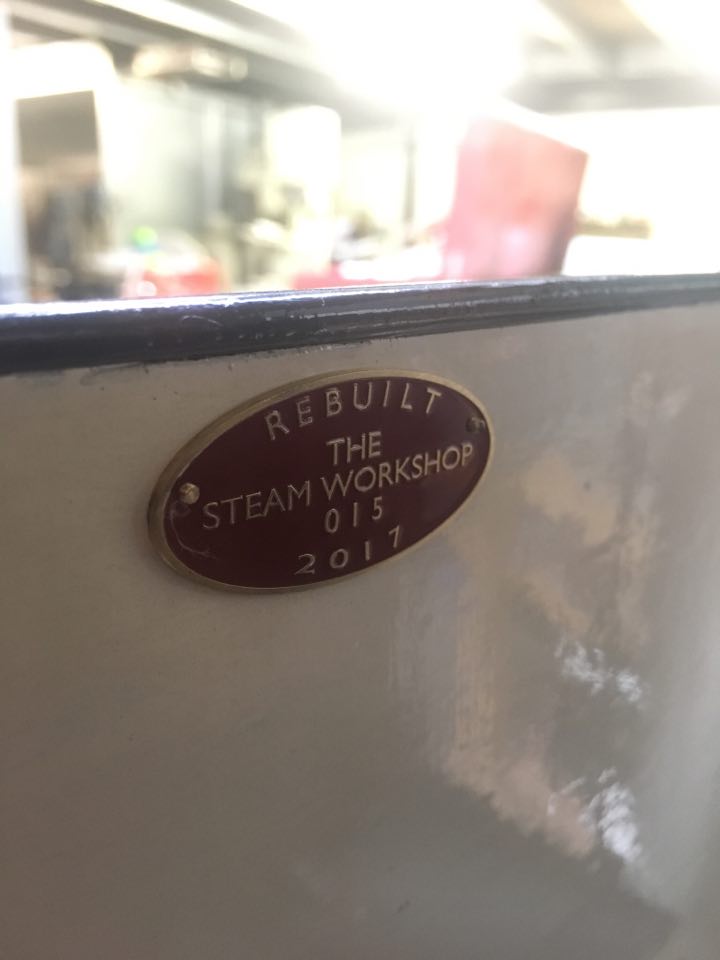 REBUILT
THE
STEAM WORKSHOP
015
2017